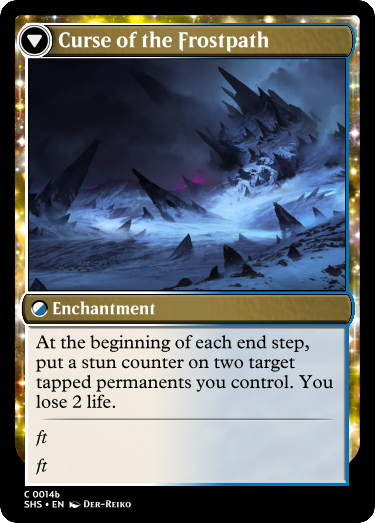 Curse of the Frostpath
Enchantment
At the beginning of each end step,
put a stun counter on two target
tapped permanents you control. You
lose 2 life.
ft
ft
C 0014b
SHS • EN Der-Reiko